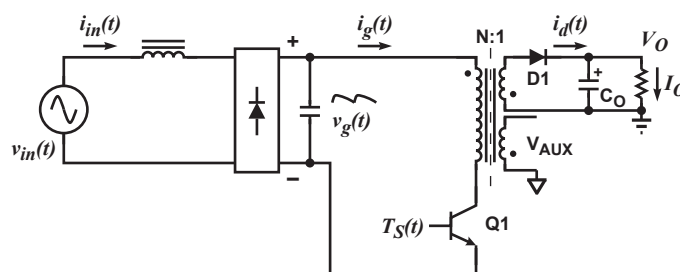 i_in(t)
i_g(t)
N:1
i_d(t)
V_O
+
D1
+
C_O
I_O
v_in(t)
v_g(t)
V_AUX
–
T_S(t)
Q1